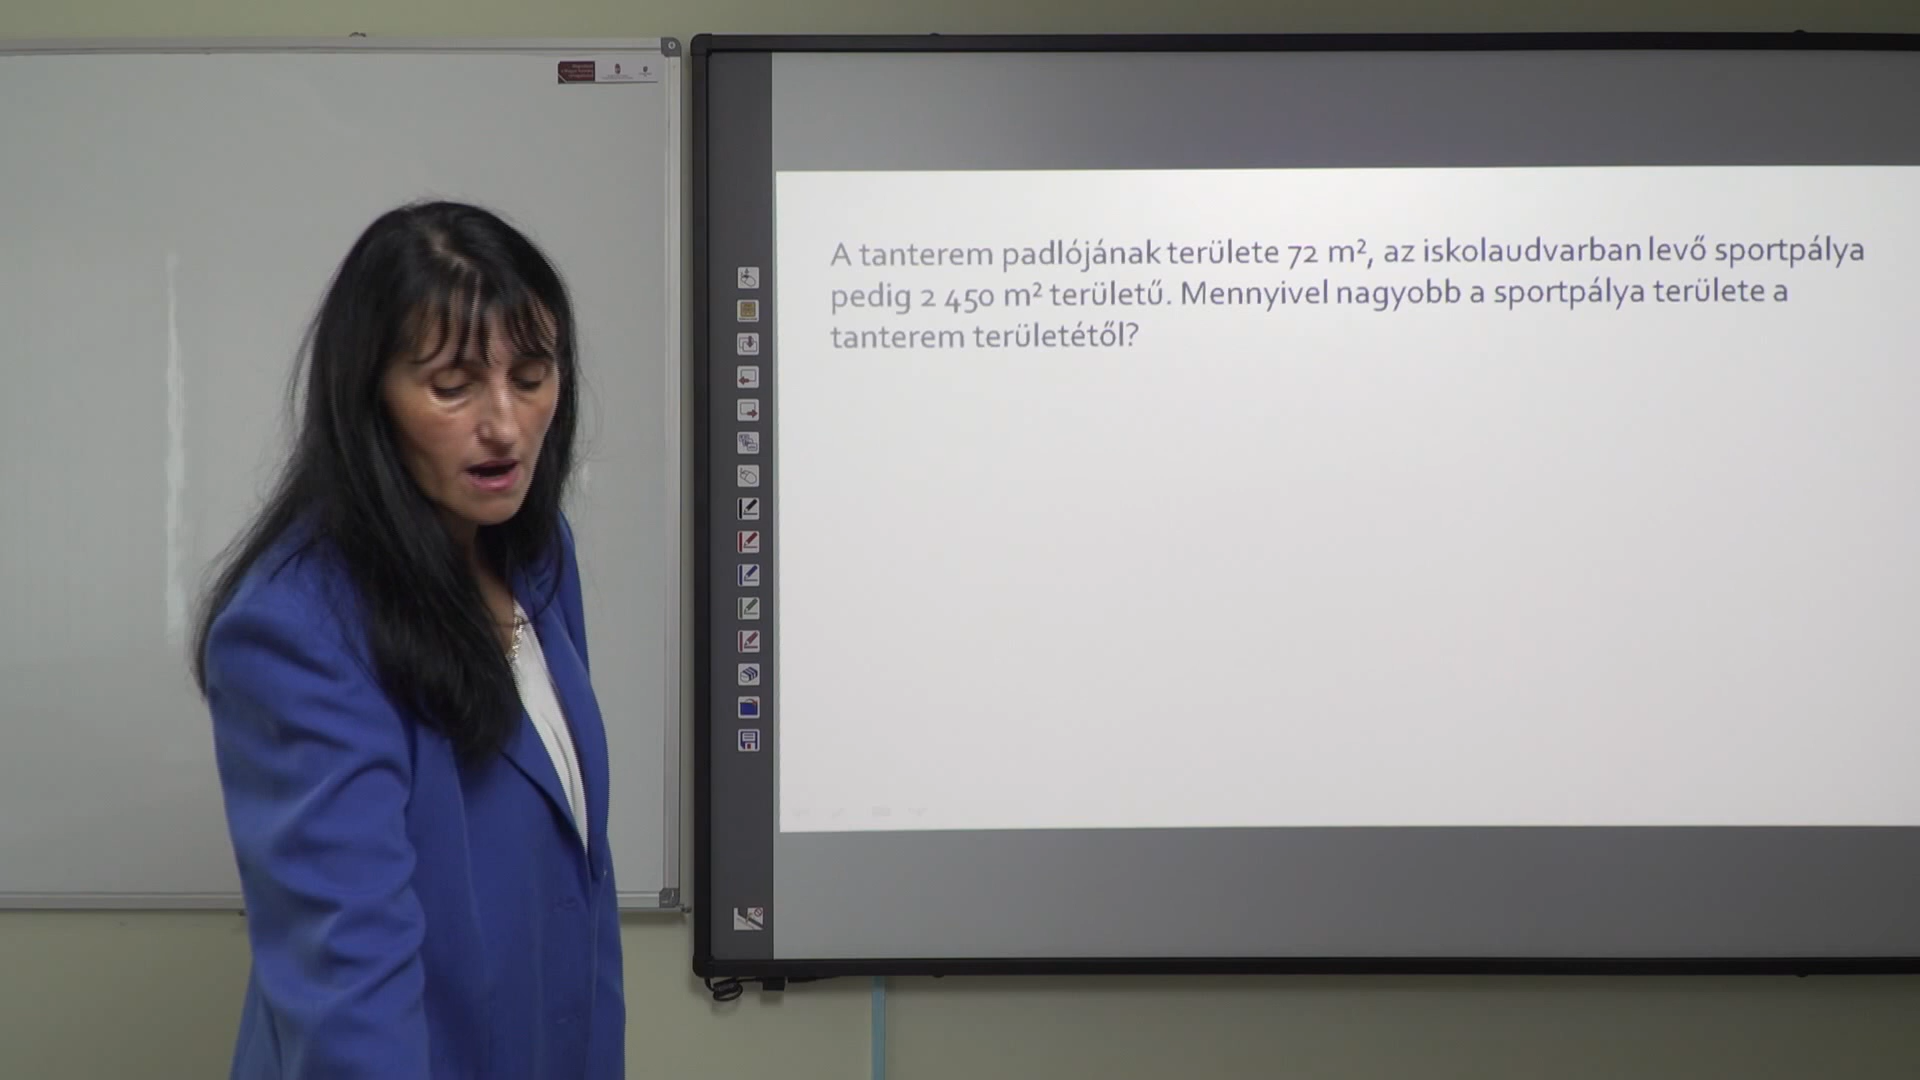 A tanterem padlójának területe 72 m², az iskolaudvarban levő sportpálya
pedig 2 450 m² területű. Mennyivel nagyobb a sportpálya területe a
tanterem területétől?